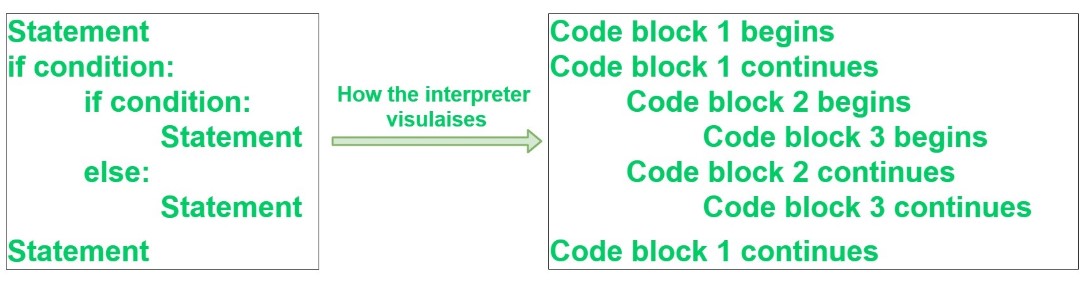 Statement
if condition:
if condition:
Statement
else:
Statement
Statement
How the interpreter
visulaises
Code block 1 begins
Code block 1 continues
Code block 2 begins
Code block 3 begins
Code block 2 continues
Code block 3 continues
Code block 1 continues